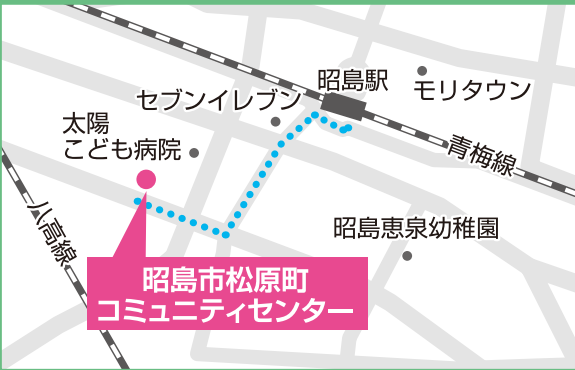 昭島駅
モリタウン
セブンイレブン
太陽
こども病院
青梅線
八高線
昭島恵泉幼稚園
昭島市松原町
コミュニティセンター